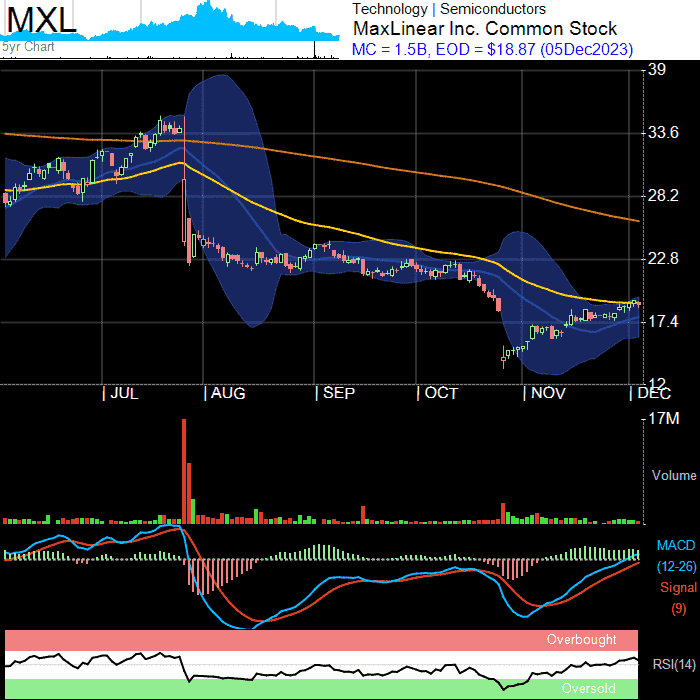 MXL
5yr Chart
Technology | Semiconductors
MaxLinear Inc. Common Stock
MC = 1.5B, EOD = $18.87 (05Dec2023)
39
33.6
28.2
22.8
17.4
12
| JUL | AUG | SEP | OCT | NOV | DEC
17M
Volume
MACD
(12-26)
Signal
(9)
Overbought
RSI(14)
Oversold